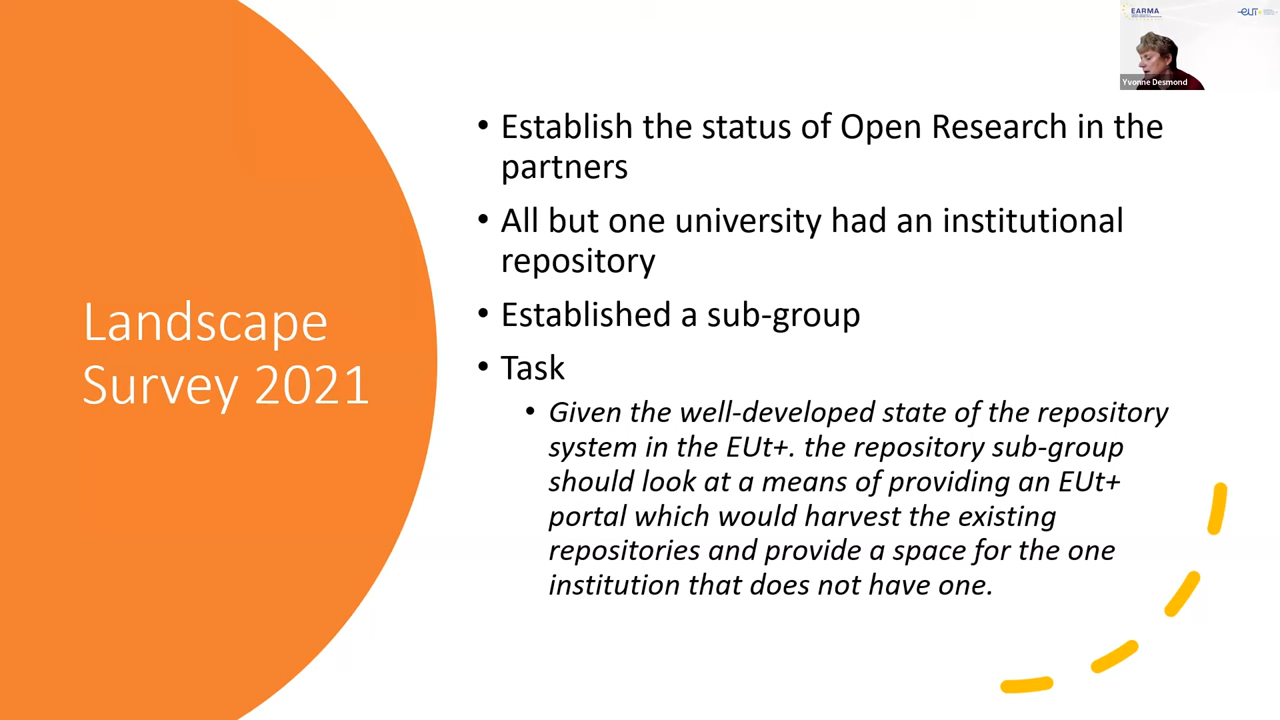 EARMA
eut+
Yvonne Desmond
Landscape
Survey 2021
• Establish the status of Open Research in the
partners
• All but one university had an institutional
repository
• Established a sub-group
• Task
• Given the well-developed state of the repository
system in the EUt+. the repository sub-group
should look at a means of providing an EUt+
portal which would harvest the existing
repositories and provide a space for the one
institution that does not have one.